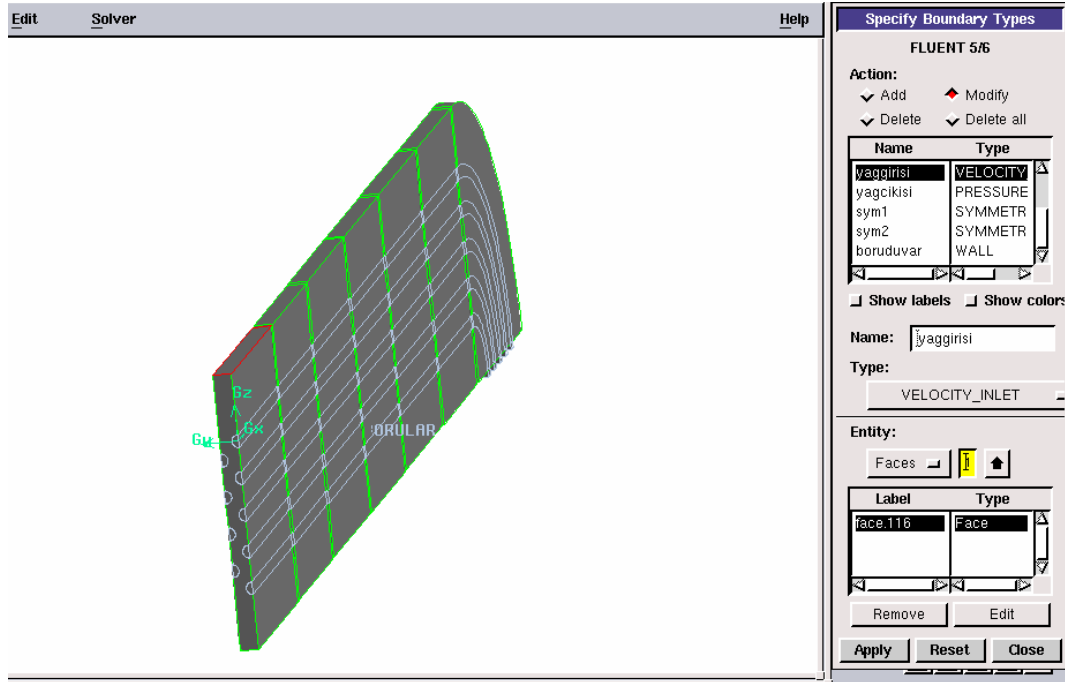 Edit Solver Help
Specify Boundary Types
FLUENT 5/6
Action:
Add Modify
Delete Delete all
Name Type
yaggirisi VELOCITY
yagcikisi PRESSURE
sym1 SYMMETR
sym2 SYMMETR
boruduvar WALL
Show labels Show colors
Name: yaggirisi
Type:
VELOCITY_INLET
Entity:
Faces
Label Type
face.116 Face
Remove Edit
Apply Reset Close
Gz
Gx
ORULAR